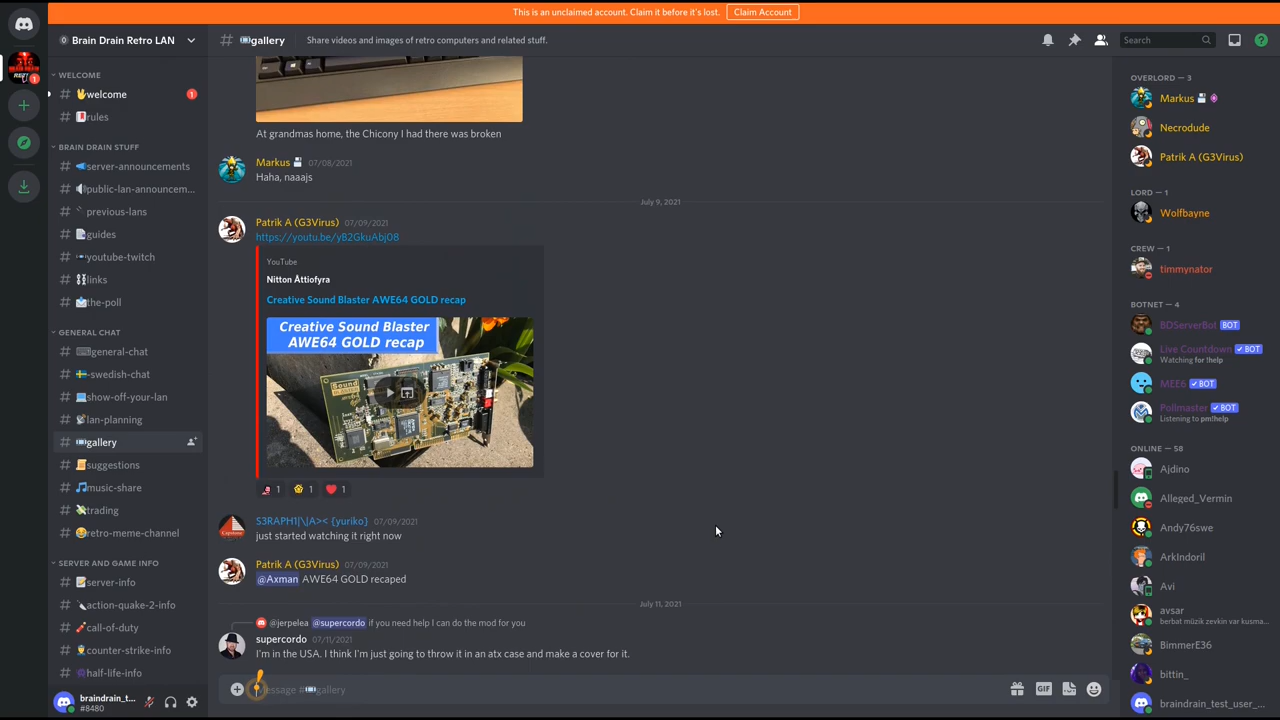 This is an unclaimed account. Claim it before it's lost.
Claim Account
Brain Drain Retro LAN
gallery
Share videos and images of retro computers and related stuff.
Search
WELCOME
welcome
1
rules
BRAIN DRAIN STUFF
server-announcements
public-lan-announcem...
previous-lans
guides
youtube-twitch
links
the-poll
GENERAL CHAT
general-chat
swedish-chat
show-off-your-lan
lan-planning
gallery
suggestions
music-share
trading
retro-meme-channel
SERVER AND GAME INFO
server-info
action-quake-2-info
call-of-duty
counter-strike-info
half-life-info
braindrain_t...
#8480
At grandmas home, the Chicony I had there was broken
Markus 07/08/2021
Haha, naaajs
July 9, 2021
Patrik A (G3Virus) 07/09/2021
https://youtu.be/yB2GkuAbj08
YouTube
Nitton Åttiofyra
Creative Sound Blaster AWE64 GOLD recap
Creative Sound Blaster
AWE64 GOLD recap
1 1 1
S3RAPH1|\|A>< {yuriko} 07/09/2021
just started watching it right now
Patrik A (G3Virus) 07/09/2021
@Axman AWE64 GOLD recaped
July 11, 2021
@jerpelea @supercordo if you need help I can do the mod for you
supercordo 07/11/2021
I'm in the USA. I think I'm just going to throw it in an atx case and make a cover for it.
Message #gallery
GIF
OVERLORD — 3
Markus
Necrodude
Patrik A (G3Virus)
LORD — 1
Wolfbayne
CREW — 1
timmynator
BOTNET — 4
BDServerBot BOT
Live Countdown BOT
Watching for !help
MEE6 BOT
Pollmaster BOT
Listening to pm!help
ONLINE — 58
Ajdino
Alleged_Vermin
Andy76swe
ArkIndoril
Avi
avsar
berbat müzik zevkin var kusma...
BimmerE36
bittin_
braindrain_test_user_...